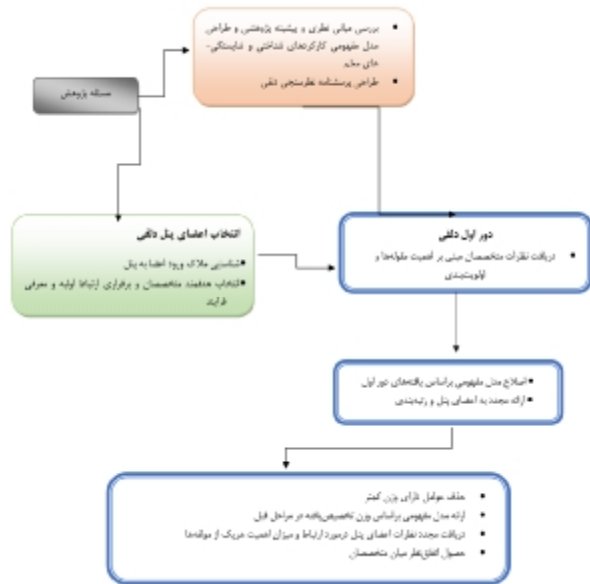 بررسی مبانی نظری و پیشینه پژوهشی و طراحی
مدل مفهومی کارکردهای شناختی و شایستگی-
های معلم
طراحی پرسشنامه نظرسنجی دلفی
مسئله پژوهش
انتخاب اعضای پنل دلفی
شناسایی ملاک ورود اعضا به پنل
انتخاب هدفمند متخصصان و برقراری ارتباط اولیه و معرفی
فرایند
دور اول دلفی
دریافت نظرات متخصصان مبنی بر اهمیت مقوله‌ها و
اولویت‌بندی
اصلاح مدل مفهومی براساس یافته‌های دور اول
ارائه مجدد به اعضای پنل و رتبه‌بندی
حذف عوامل دارای وزن کمتر
ارائه مدل مفهومی براساس وزن تخصیص‌یافته در مراحل قبل
دریافت مجدد نظرات اعضای پنل درمورد ارتباط و میزان اهمیت هریک از مولفه‌ها
حصول اتفاق‌نظر میان متخصصان